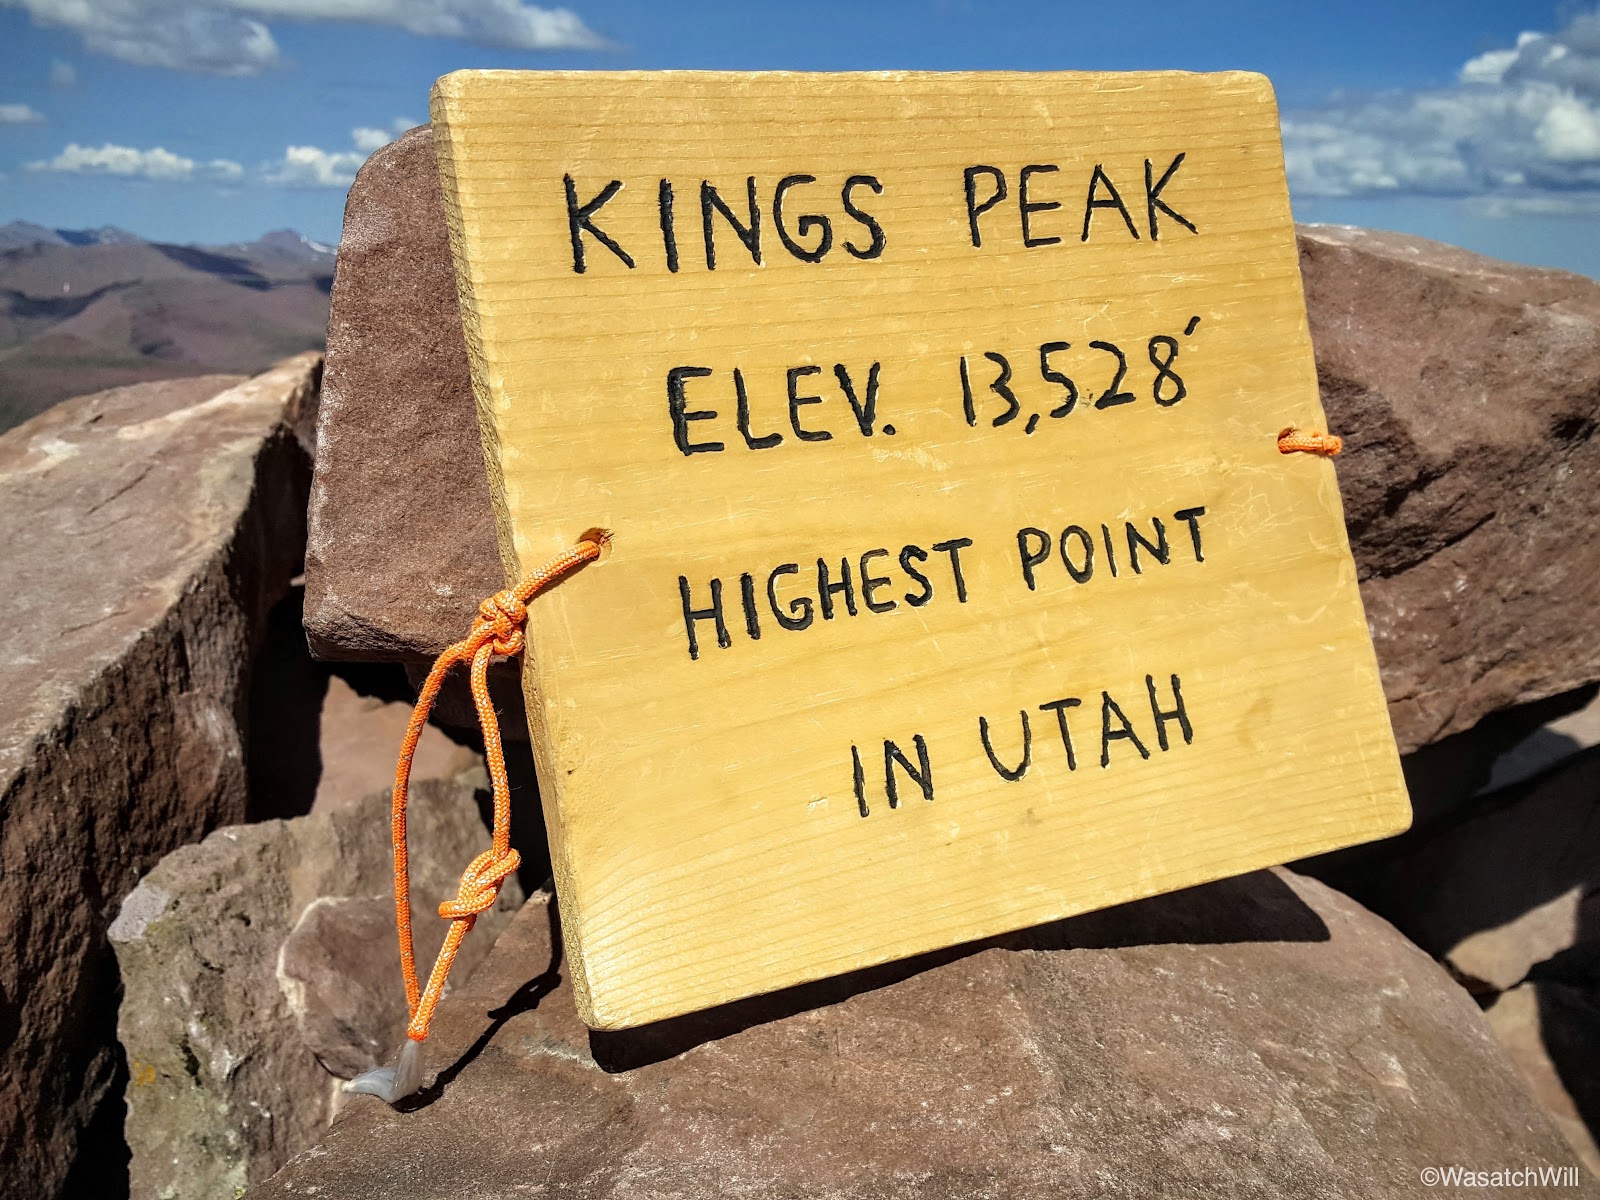 KINGS PEAK
ELEV. 13,528'
HIGHEST POINT
IN UTAH
©WasatchWill